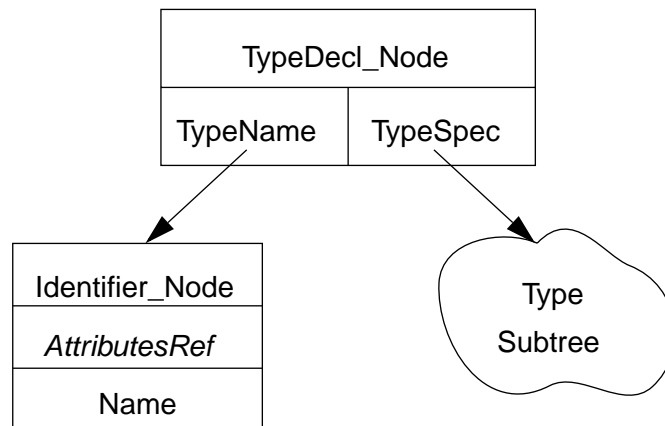 TypeDecl_Node
TypeName
TypeSpec
Identifier_Node
AttributesRef
Name
Type
Subtree